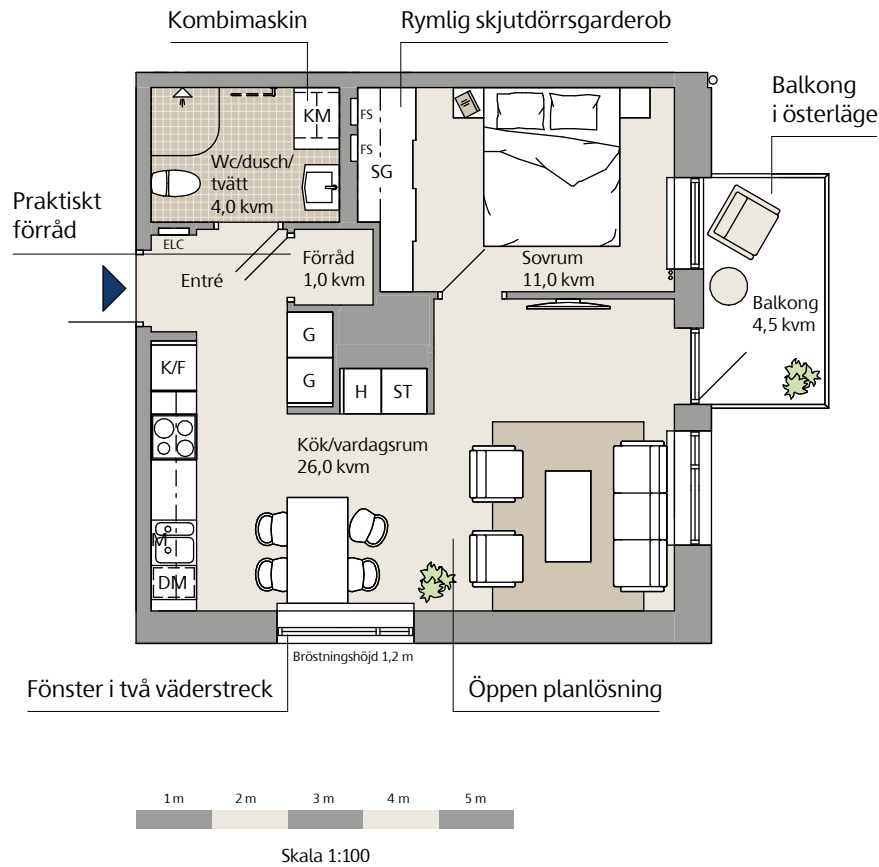 Kombimaskin
Rymlig skjutdörrsgarderob
Balkong
i österläge
KM
FS
FS
SG
Wc/dusch/
tvätt
4,0 kvm
Praktiskt
förråd
ELC
Entré
Förråd
1,0 kvm
Sovrum
11,0 kvm
Balkong
4,5 kvm
G
K/F
G
H
ST
Kök/vardagsrum
26,0 kvm
M
DM
Bröstningshöjd 1,2 m
Fönster i två väderstreck
Öppen planlösning
1 m
2 m
3 m
4 m
5 m
Skala 1:100